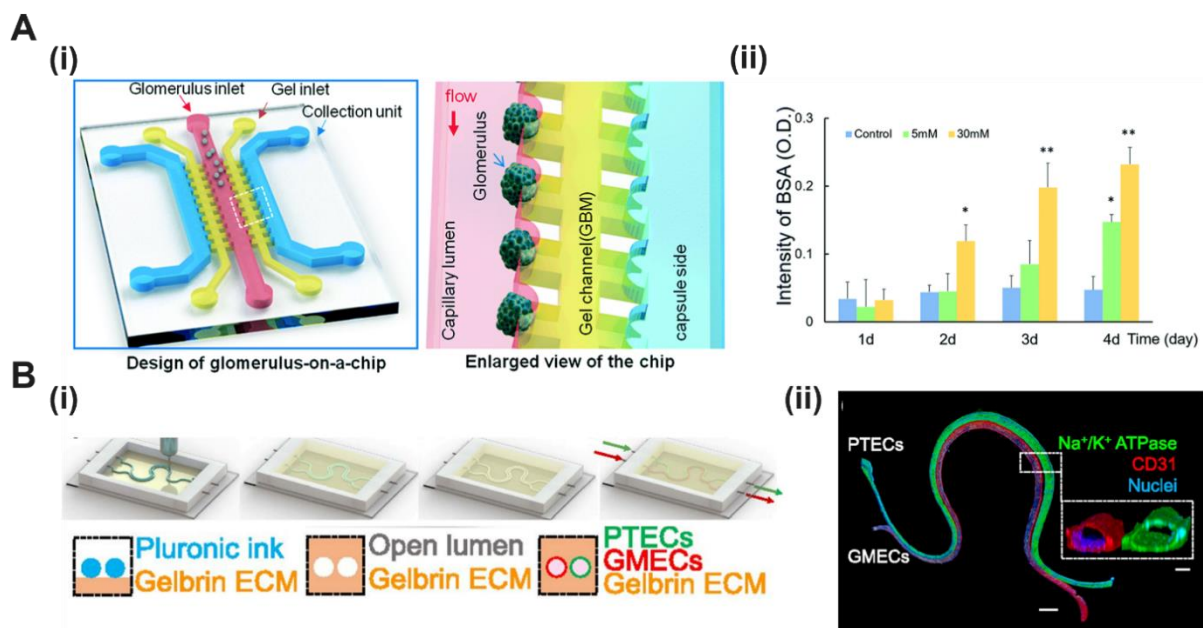 A
(i)
Glomerulus inlet
Gel inlet
Collection unit
Design of glomerulus-on-a-chip
flow
Glomerulus
Capillary lumen
Gel channel(GBM)
capsule side
Enlarged view of the chip
(ii)
Intensity of BSA (O.D.)
0.3
0.2
0.1
0
Control
5mM
30mM
*
**
*
**
1d
2d
3d
4d
Time (day)
B
(i)
Pluronic ink
Gelbrin ECM
Open lumen
Gelbrin ECM
PTECs
GMECs
Gelbrin ECM
(ii)
PTECs
GMECs
Na⁺/K⁺ ATPase
CD31
Nuclei